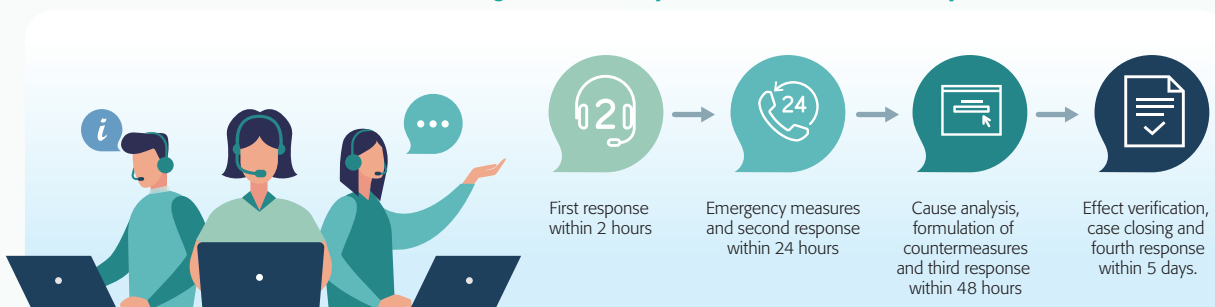 i
2
24
First response
within 2 hours
Emergency measures
and second response
within 24 hours
Cause analysis,
formulation of
countermeasures
and third response
within 48 hours
Effect verification,
case closing and
fourth response
within 5 days.